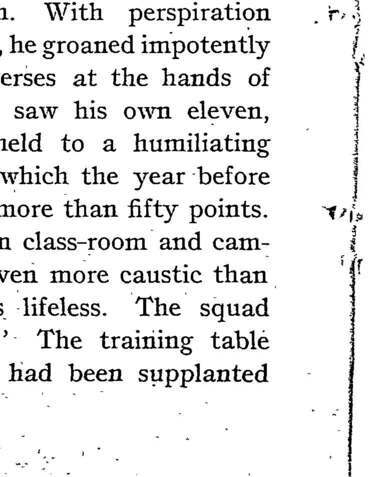 n. With perspiration
, he groaned impotently
erses at the hands of
saw his own eleven,
held to a humiliating
which the year before
more than fifty points.
n class-room and cam-
ven more caustic than
s lifeless. The squad
' The training table
had been supplanted